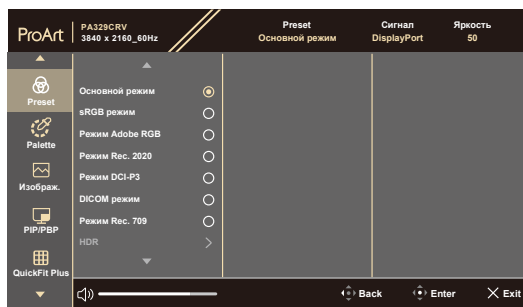 ProArt
PA329CRV
3840 x 2160_60Hz
Preset
Основной режим
Сигнал
DisplayPort
Яркость
50
Preset
Palette
Изображ.
PIP/PBP
QuickFit Plus
Основной режим
sRGB режим
Режим Adobe RGB
Режим Rec. 2020
Режим DCI-P3
DICOM режим
Режим Rec. 709
HDR
Back
Enter
Exit